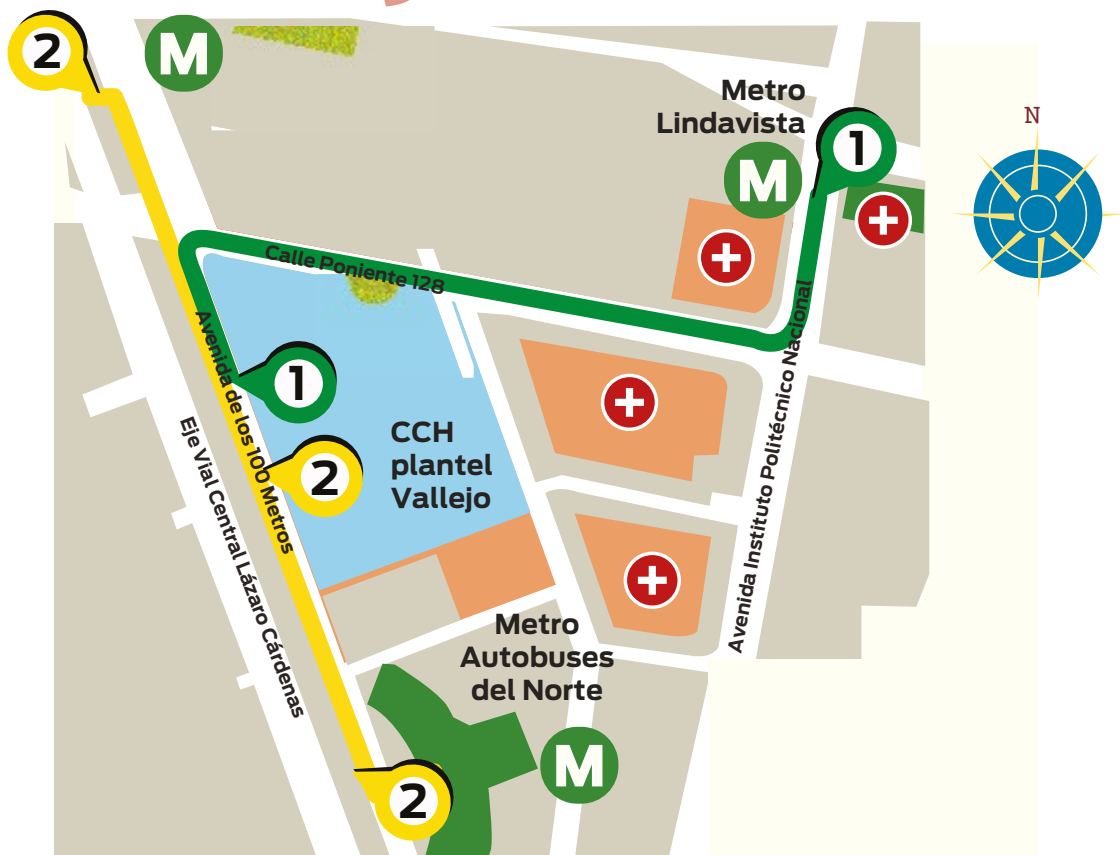 2
M
Metro
Lindavista
M
1
N
Calle Poniente 128
Avenida de los 100 Metros
1
2
CCH
plantel
Vallejo
Eje Vial Central Lázaro Cárdenas
Avenida Instituto Politécnico Nacional
Metro
Autobuses
del Norte
M
2